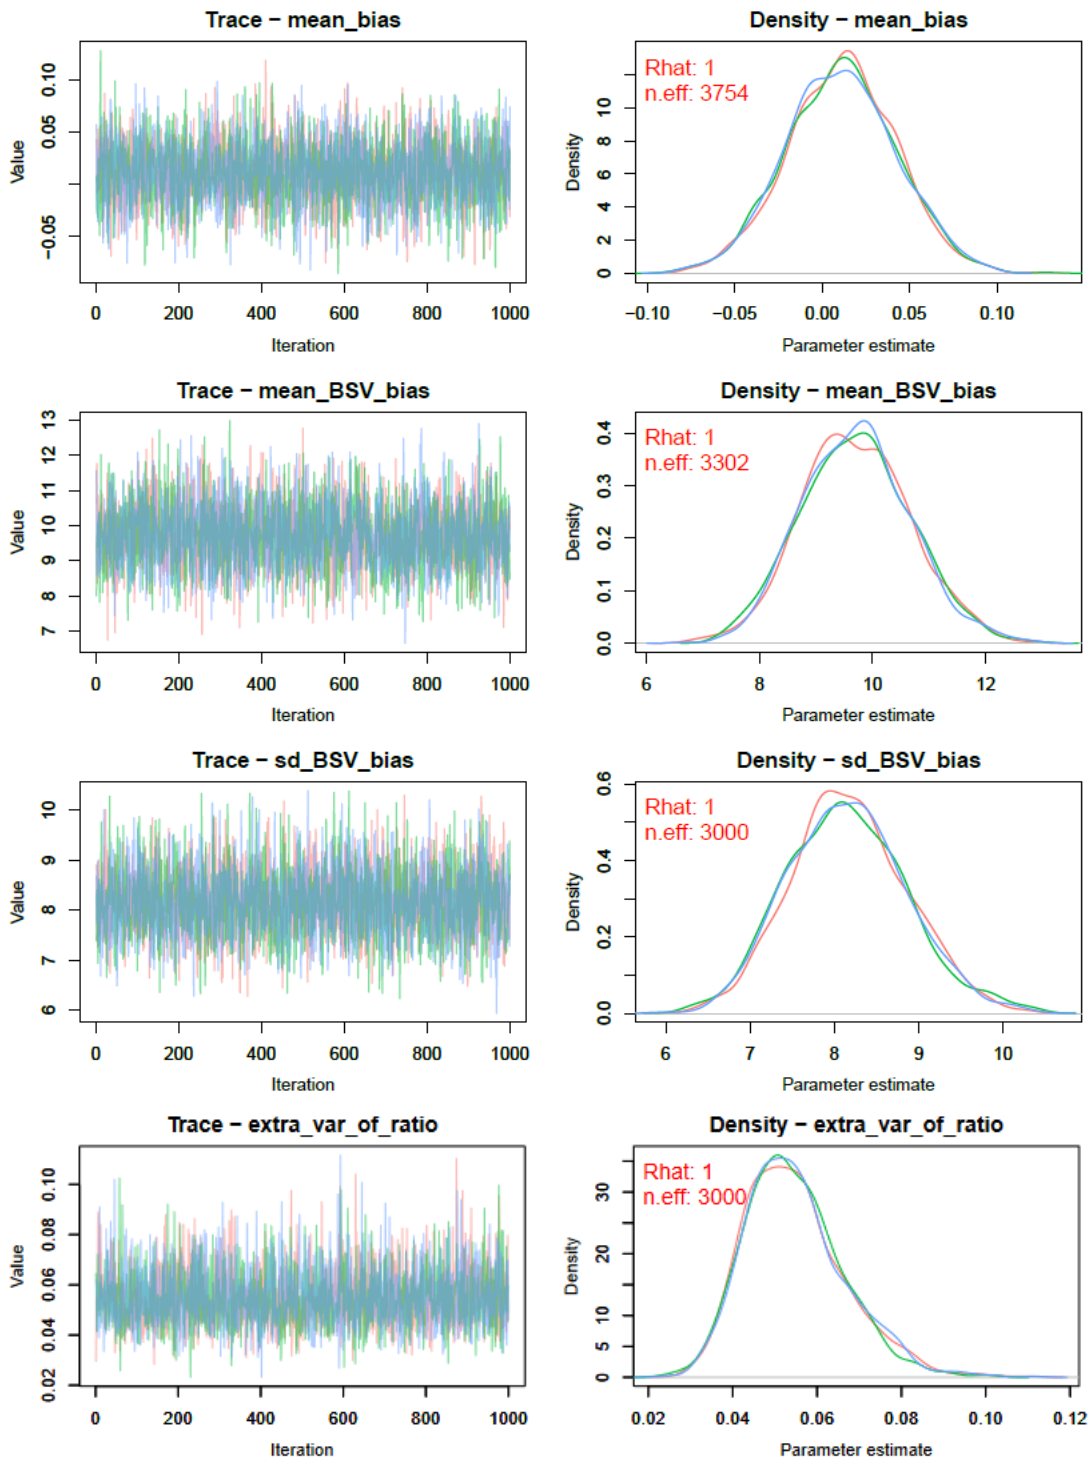 Trace − mean_bias
Value
−0.05
0.05
0.10
0
200
400
600
800
1000
Iteration
Density − mean_bias
Rhat: 1
n.eff: 3754
Density
0
2
4
6
8
10
−0.10
−0.05
0.00
0.05
0.10
Parameter estimate
Trace − mean_BSV_bias
Value
7
8
9
10
11
12
13
0
200
400
600
800
1000
Iteration
Density − mean_BSV_bias
Rhat: 1
n.eff: 3302
Density
0.0
0.1
0.2
0.3
0.4
6
8
10
12
Parameter estimate
Trace − sd_BSV_bias
Value
6
7
8
9
10
0
200
400
600
800
1000
Iteration
Density − sd_BSV_bias
Rhat: 1
n.eff: 3000
Density
0.0
0.2
0.4
0.6
6
7
8
9
10
Parameter estimate
Trace − extra_var_of_ratio
Value
0.02
0.04
0.06
0.08
0.10
0
200
400
600
800
1000
Iteration
Density − extra_var_of_ratio
Rhat: 1
n.eff: 3000
Density
0
5
10
20
30
0.02
0.04
0.06
0.08
0.10
0.12
Parameter estimate